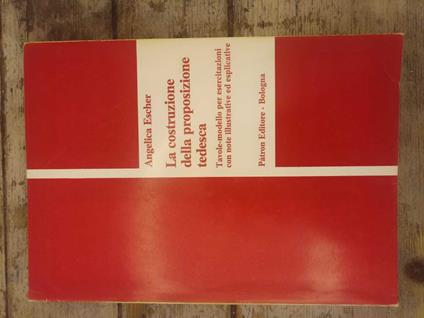 Angelica Escher
La costruzione
della proposizione
tedesca
Tavole-modello per esercitazioni
con note illustrative ed esplicative
Pàtron Editore - Bologna